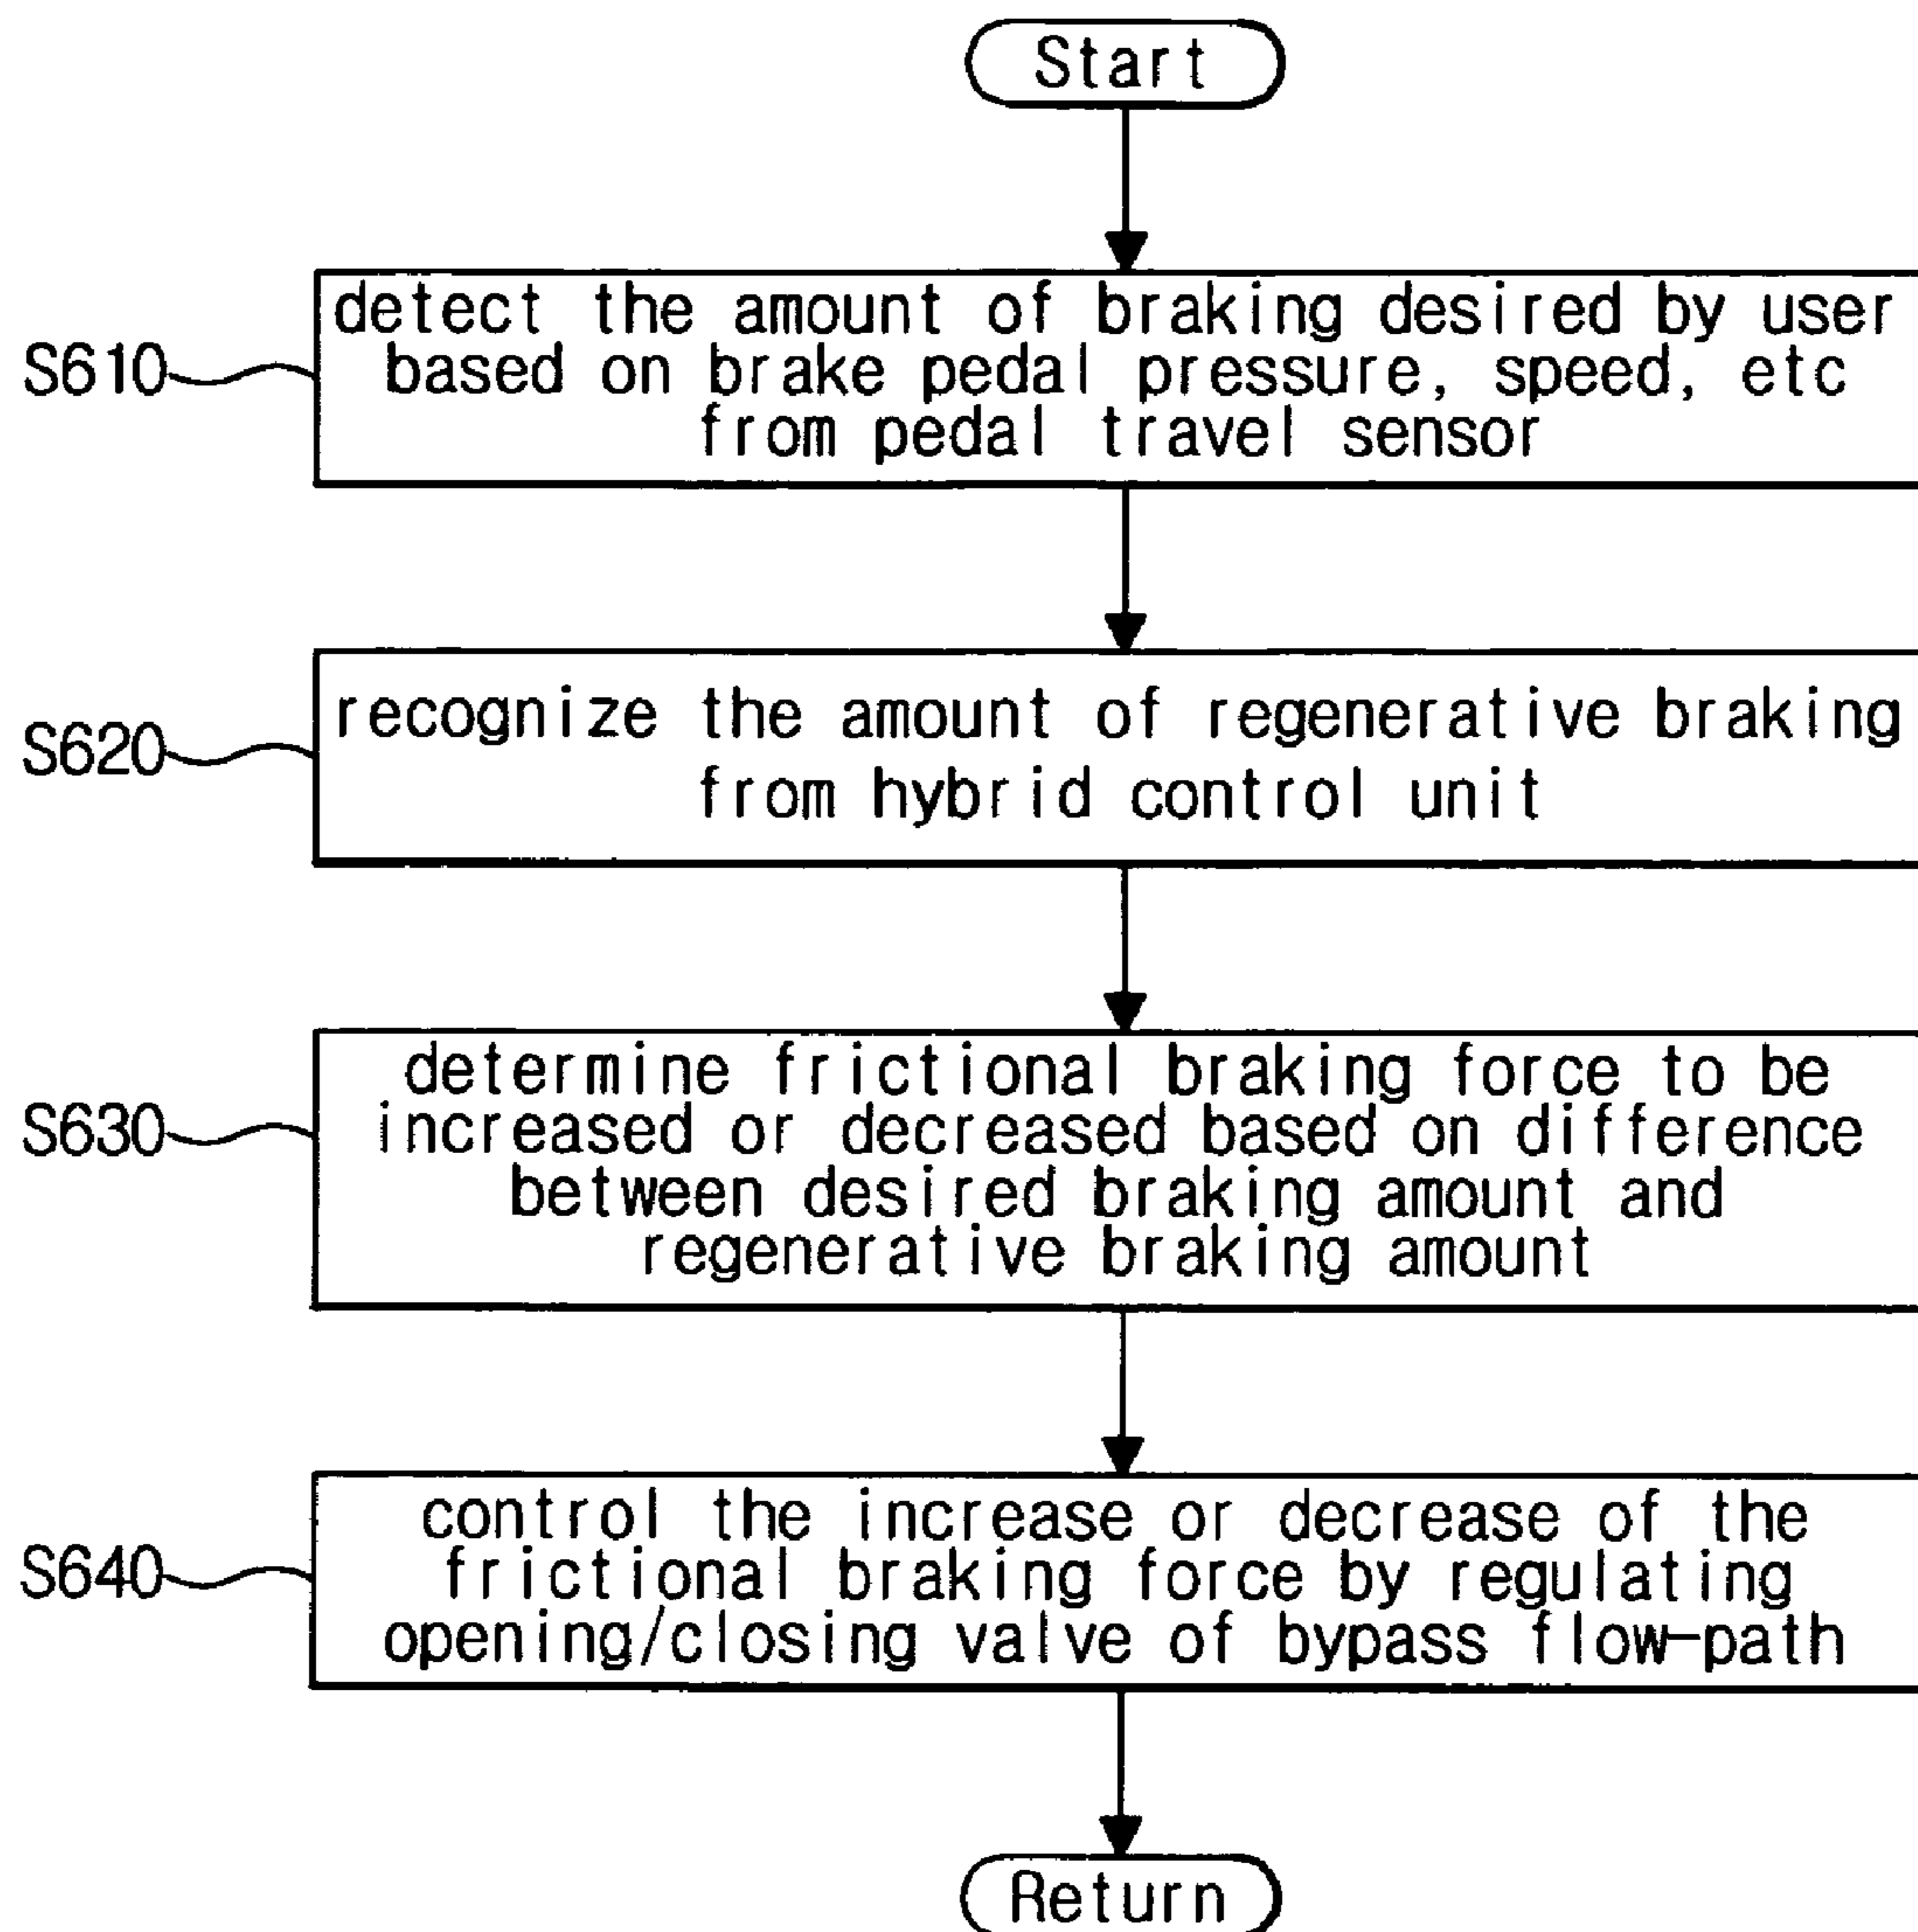 Start
S610
detect the amount of braking desired by user
based on brake pedal pressure, speed, etc
from pedal travel sensor
S620
recognize the amount of regenerative braking
from hybrid control unit
S630
determine frictional braking force to be
increased or decreased based on difference
between desired braking amount and
regenerative braking amount
S640
control the increase or decrease of the
frictional braking force by regulating
opening/closing valve of bypass flow-path
Return